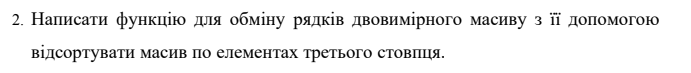 2. Написати функцію для обміну рядків двовимірного масиву з її допомогою
відсортувати масив по елементах третього стовпця.